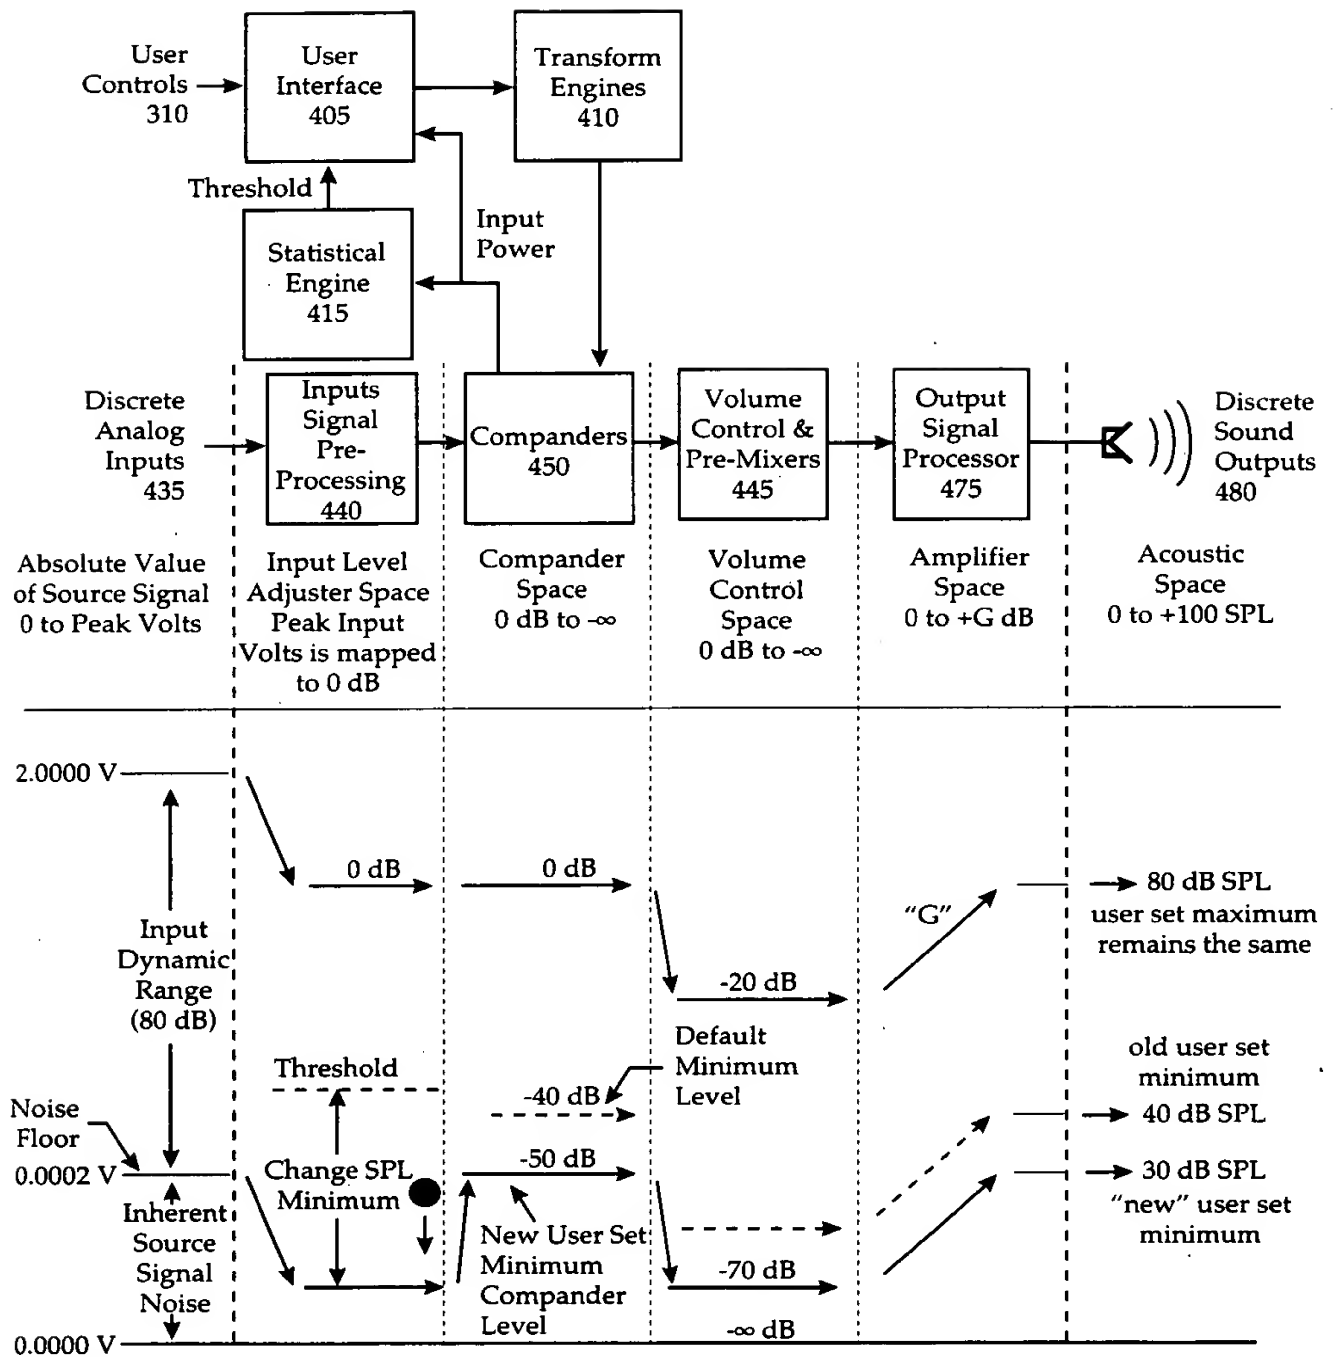 User
Controls
310
User
Interface
405
Transform
Engines
410
Threshold
Input
Power
Statistical
Engine
415
Discrete
Analog
Inputs
435
Inputs
Signal
Pre-
Processing
440
Companders
450
Volume
Control &
Pre-Mixers
445
Output
Signal
Processor
475
Discrete
Sound
Outputs
480
Absolute Value
of Source Signal
0 to Peak Volts
Input Level
Adjuster Space
Peak Input
Volts is mapped
to 0 dB
Compander
Space
0 dB to -∞
Volume
Control
Space
0 dB to -∞
Amplifier
Space
0 to +G dB
Acoustic
Space
0 to +100 SPL
2.0000 V
0 dB
0 dB
"G"
80 dB SPL
user set maximum
remains the same
Input
Dynamic
Range
(80 dB)
-20 dB
Default
Minimum
Level
Threshold
-40 dB
old user set
minimum
40 dB SPL
Noise
Floor
0.0002 V
Change SPL
Minimum
-50 dB
30 dB SPL
"new" user set
minimum
Inherent
Source
Signal
Noise
New User Set
Minimum
Compander
Level
-70 dB
-∞ dB
0.0000 V